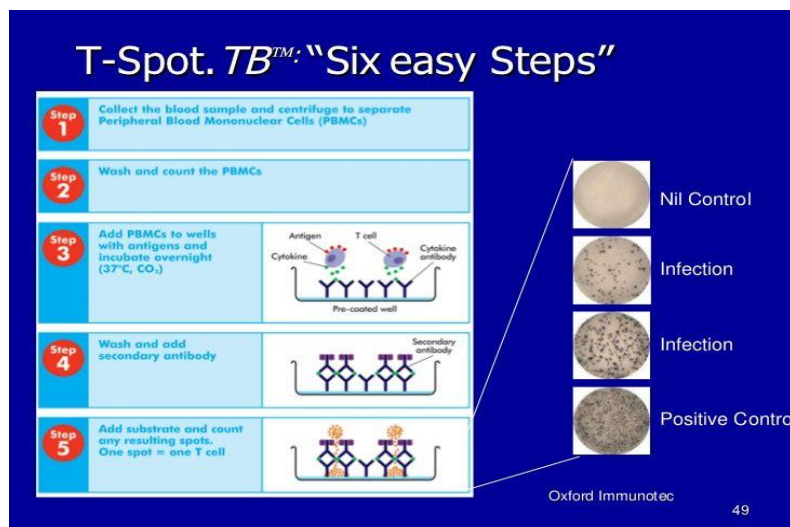 T-Spot.TB™: “Six easy Steps”
Step
1
Collect the blood sample and centrifuge to separate
Peripheral Blood Mononuclear Cells (PBMCs)
Step
2
Wash and count the PBMCs
Step
3
Add PBMCs to wells
with antigens and
incubate overnight
(37°C, CO₂)
Antigen
T cell
Cytokine
Cytokine
antibody
Pre-coated well
Step
4
Wash and add
secondary antibody
Secondary
antibody
Step
5
Add substrate and count
any resulting spots.
One spot = one T cell
Nil Control
Infection
Infection
Positive Contro
Oxford Immunotec
49